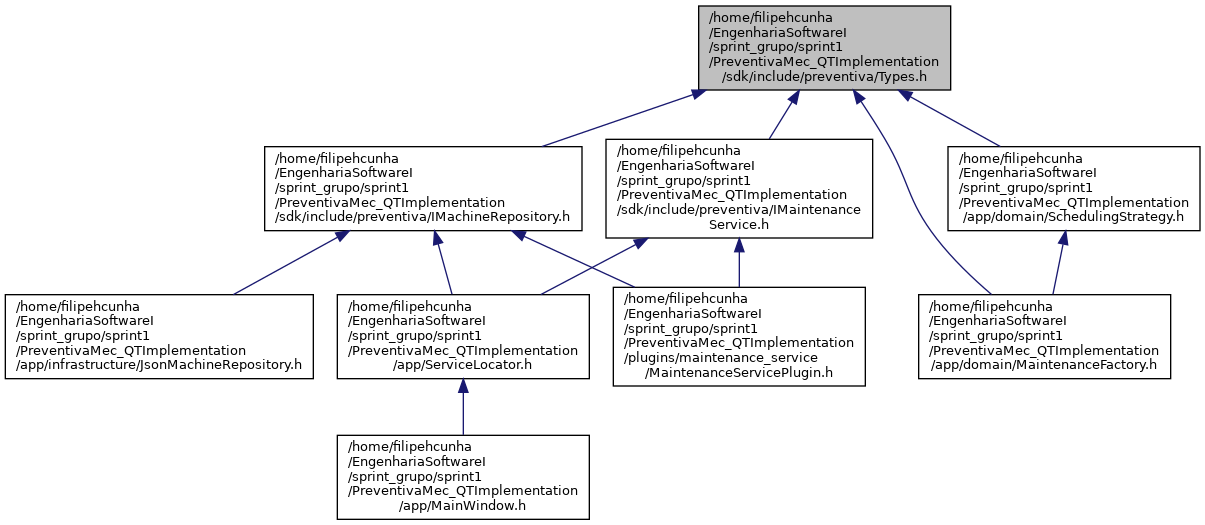 /home/filipehcunha
/EngenhariaSoftwareI
/sprint_grupo/sprint1
/PreventivaMec_QTImplementation
/sdk/include/preventiva/Types.h
/home/filipehcunha
/EngenhariaSoftwareI
/sprint_grupo/sprint1
/PreventivaMec_QTImplementation
/sdk/include/preventiva/IMachineRepository.h
/home/filipehcunha
/EngenhariaSoftwareI
/sprint_grupo/sprint1
/PreventivaMec_QTImplementation
/sdk/include/preventiva/IMaintenance
Service.h
/home/filipehcunha
/EngenhariaSoftwareI
/sprint_grupo/sprint1
/PreventivaMec_QTImplementation
/app/domain/SchedulingStrategy.h
/home/filipehcunha
/EngenhariaSoftwareI
/sprint_grupo/sprint1
/PreventivaMec_QTImplementation
/app/infrastructure/JsonMachineRepository.h
/home/filipehcunha
/EngenhariaSoftwareI
/sprint_grupo/sprint1
/PreventivaMec_QTImplementation
/app/ServiceLocator.h
/home/filipehcunha
/EngenhariaSoftwareI
/sprint_grupo/sprint1
/PreventivaMec_QTImplementation
/plugins/maintenance_service
/MaintenanceServicePlugin.h
/home/filipehcunha
/EngenhariaSoftwareI
/sprint_grupo/sprint1
/PreventivaMec_QTImplementation
/app/domain/MaintenanceFactory.h
/home/filipehcunha
/EngenhariaSoftwareI
/sprint_grupo/sprint1
/PreventivaMec_QTImplementation
/app/MainWindow.h